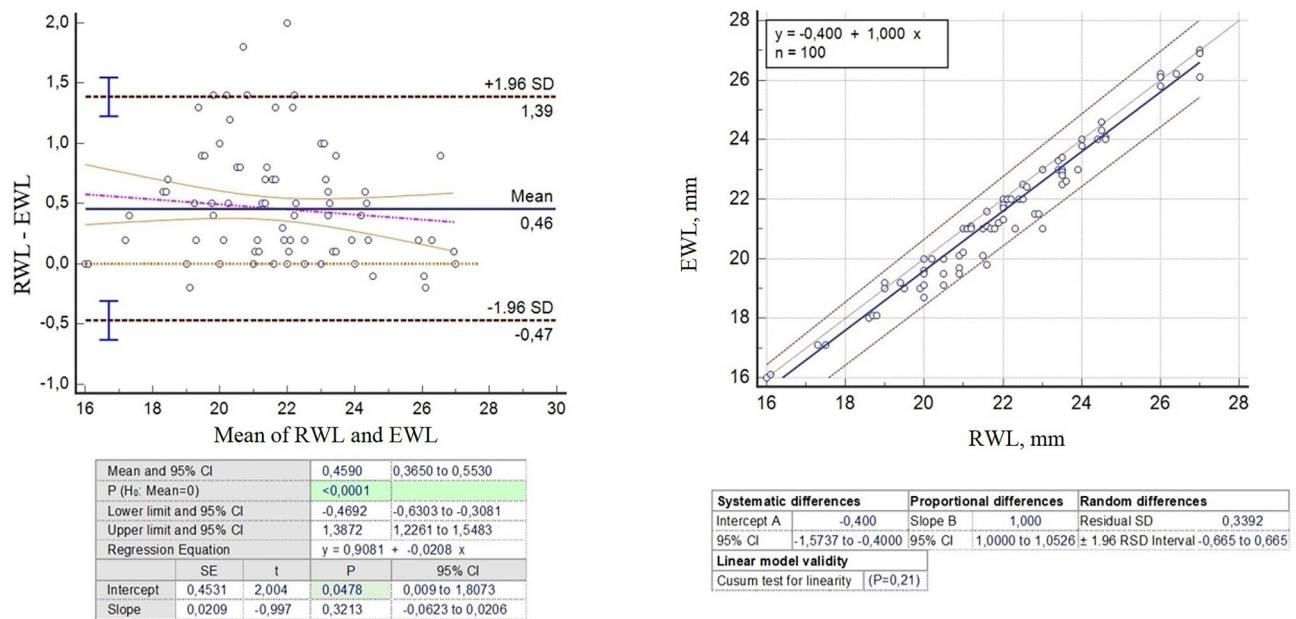 2,0
1,5
1,0
0,5
0,0
-0,5
-1,0
RWL - EWL
+1.96 SD
1,39
Mean
0,46
-1.96 SD
-0,47
16 18 20 22 24 26 28 30
Mean of RWL and EWL
Mean and 95% CI 0,4590 0,3650 to 0,5530
P (H₀: Mean=0) <0,0001
Lower limit and 95% CI -0,4692 -0,6303 to -0,3081
Upper limit and 95% CI 1,3872 1,2261 to 1,5483
Regression Equation y = 0,9081 + -0,0208 x
SE t P 95% CI
Intercept 0,4531 2,004 0,0478 0,009 to 1,8073
Slope 0,0209 -0,997 0,3213 -0,0623 to 0,0206
y = -0,400 + 1,000 x
n = 100
28
26
24
22
20
18
16
EWL, mm
16 18 20 22 24 26 28
RWL, mm
Systematic differences Proportional differences Random differences
Intercept A -0,400 Slope B 1,000 Residual SD 0,3392
95% CI -1,5737 to -0,4000 95% CI 1,0000 to 1,0526 ± 1.96 RSD Interval -0,665 to 0,665
Linear model validity
Cusum test for linearity (P=0,21)